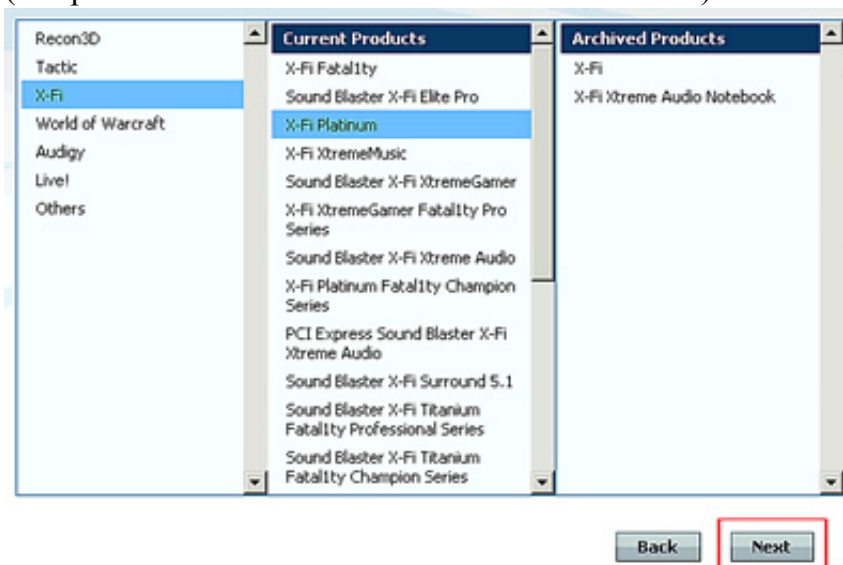 Recon3D
Tactic
X-Fi
World of Warcraft
Audigy
Live!
Others
Current Products
X-Fi Fatal1ty
Sound Blaster X-Fi Elite Pro
X-Fi Platinum
X-Fi XtremeMusic
Sound Blaster X-Fi XtremeGamer
X-Fi XtremeGamer Fatal1ty Pro
Series
Sound Blaster X-Fi Xtreme Audio
X-Fi Platinum Fatal1ty Champion
Series
PCI Express Sound Blaster X-Fi
Xtreme Audio
Sound Blaster X-Fi Surround 5.1
Sound Blaster X-Fi Titanium
Fatal1ty Professional Series
Sound Blaster X-Fi Titanium
Fatal1ty Champion Series
Archived Products
X-Fi
X-Fi Xtreme Audio Notebook
Back
Next